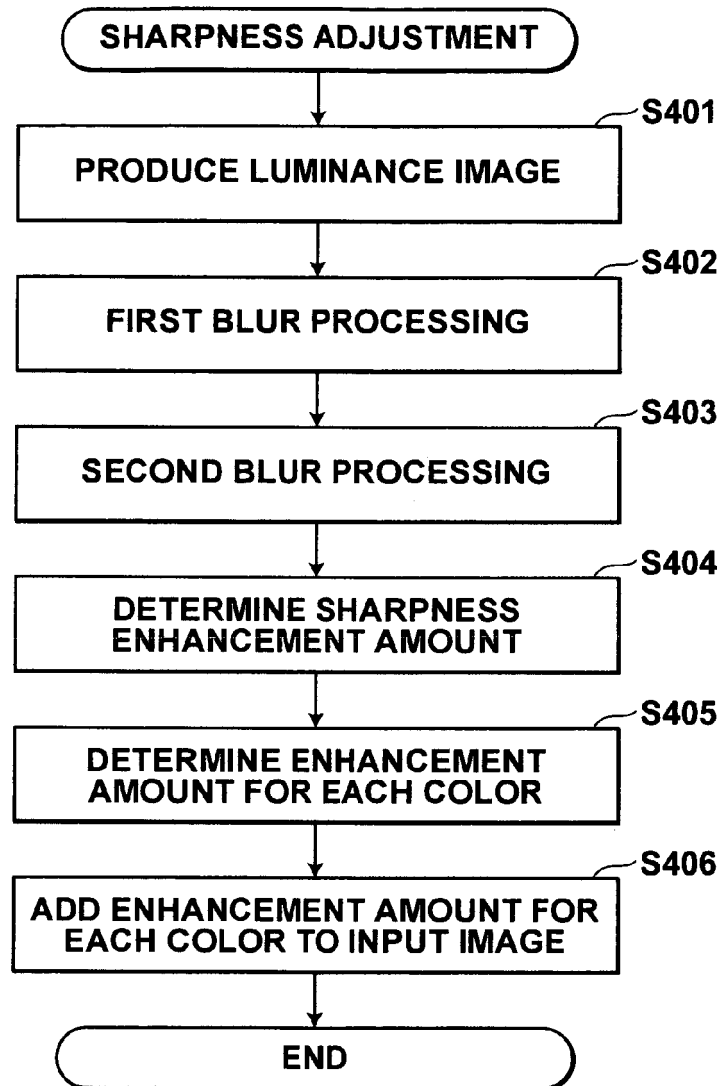 SHARPNESS ADJUSTMENT
S401
PRODUCE LUMINANCE IMAGE
S402
FIRST BLUR PROCESSING
S403
SECOND BLUR PROCESSING
S404
DETERMINE SHARPNESS
ENHANCEMENT AMOUNT
S405
DETERMINE ENHANCEMENT
AMOUNT FOR EACH COLOR
S406
ADD ENHANCEMENT AMOUNT FOR
EACH COLOR TO INPUT IMAGE
END